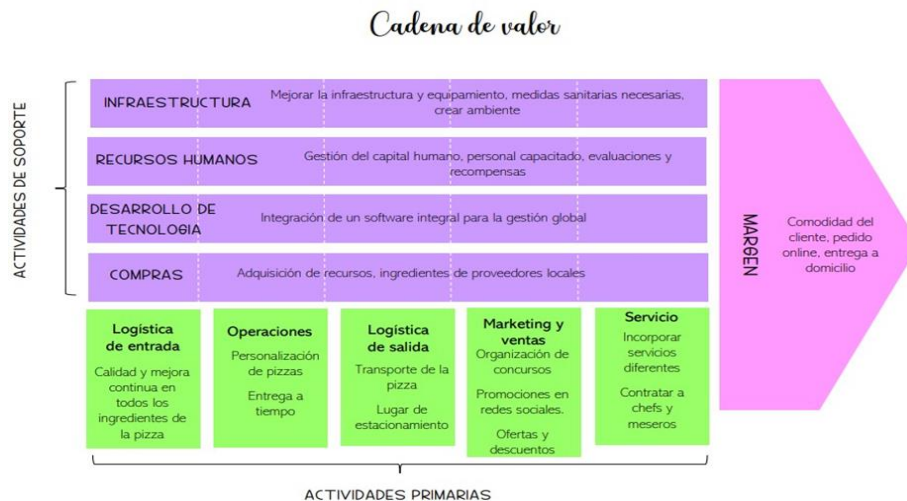 Cadena de valor
ACTIVIDADES DE SOPORTE
INFRAESTRUCTURA
Mejorar la infraestructura y equipamiento, medidas sanitarias necesarias,
crear ambiente
RECURSOS HUMANOS
Gestión del capital humano, personal capacitado, evaluaciones y
recompensas
DESARROLLO DE
TECNOLOGIA
Integración de un software integral para la gestión global
COMPRAS
Adquisición de recursos, ingredientes de proveedores locales
MARGEN
Comodidad del
cliente, pedido
online, entrega a
domicilio
Logística
de entrada
Calidad y mejora
continua en
todos los
ingredientes de
la pizza
Operaciones
Personalización
de pizzas
Entrega a
tiempo
Logística
de salida
Transporte de la
pizza
Lugar de
estacionamiento
Marketing y
ventas
Organización de
concursos
Promociones en
redes sociales.
Ofertas y
descuentos
Servicio
Incorporar
servicios
diferentes
Contratar a
chefs y
meseros
ACTIVIDADES PRIMARIAS